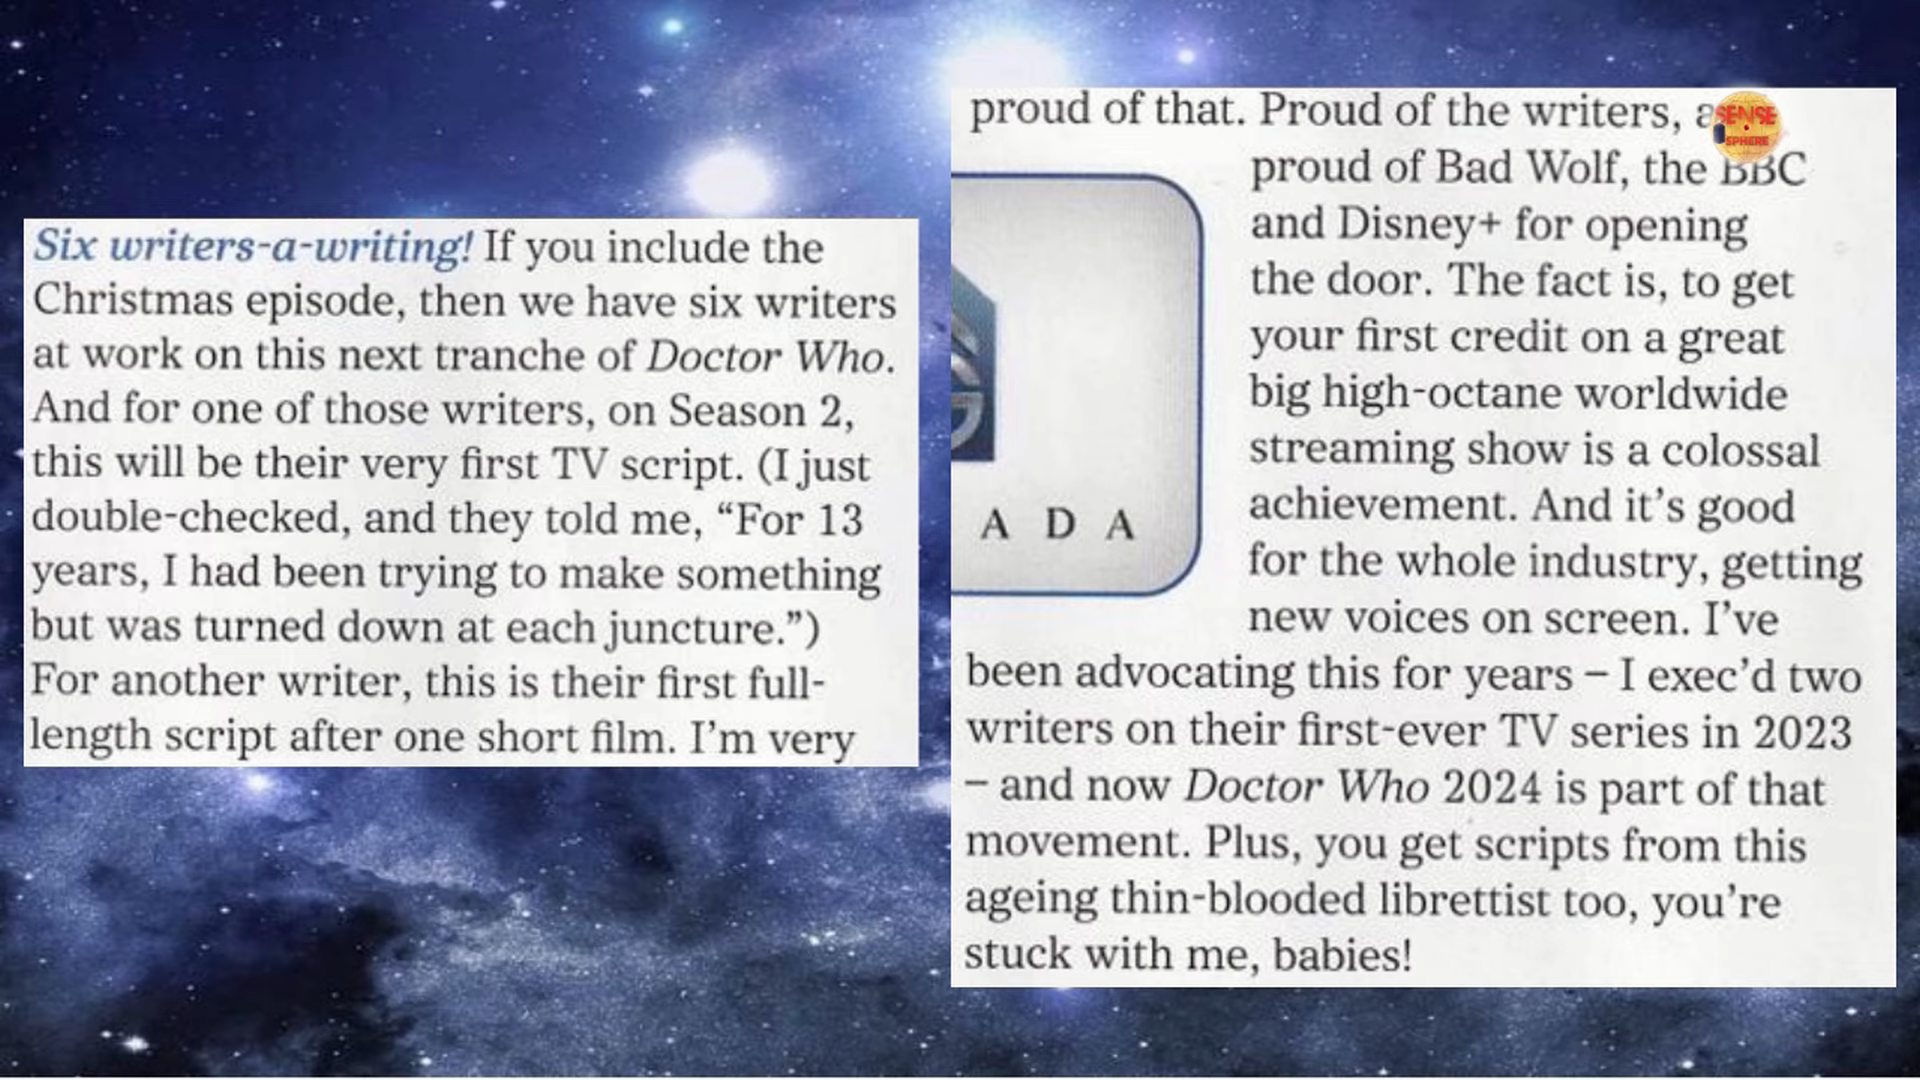 Six writers-a-writing! If you include the
Christmas episode, then we have six writers
at work on this next tranche of Doctor Who.
And for one of those writers, on Season 2,
this will be their very first TV script. (I just
double-checked, and they told me, “For 13
years, I had been trying to make something
but was turned down at each juncture.”)
For another writer, this is their first full-
length script after one short film. I’m very
proud of that. Proud of the writers,
proud of Bad Wolf, the BBC
and Disney+ for opening
the door. The fact is, to get
your first credit on a great
big high-octane worldwide
streaming show is a colossal
achievement. And it’s good
for the whole industry, getting
new voices on screen. I’ve
been advocating this for years – I exec’d two
writers on their first-ever TV series in 2023
– and now Doctor Who 2024 is part of that
movement. Plus, you get scripts from this
ageing thin-blooded librettist too, you’re
stuck with me, babies!
A D A
SENSE
SPHERE